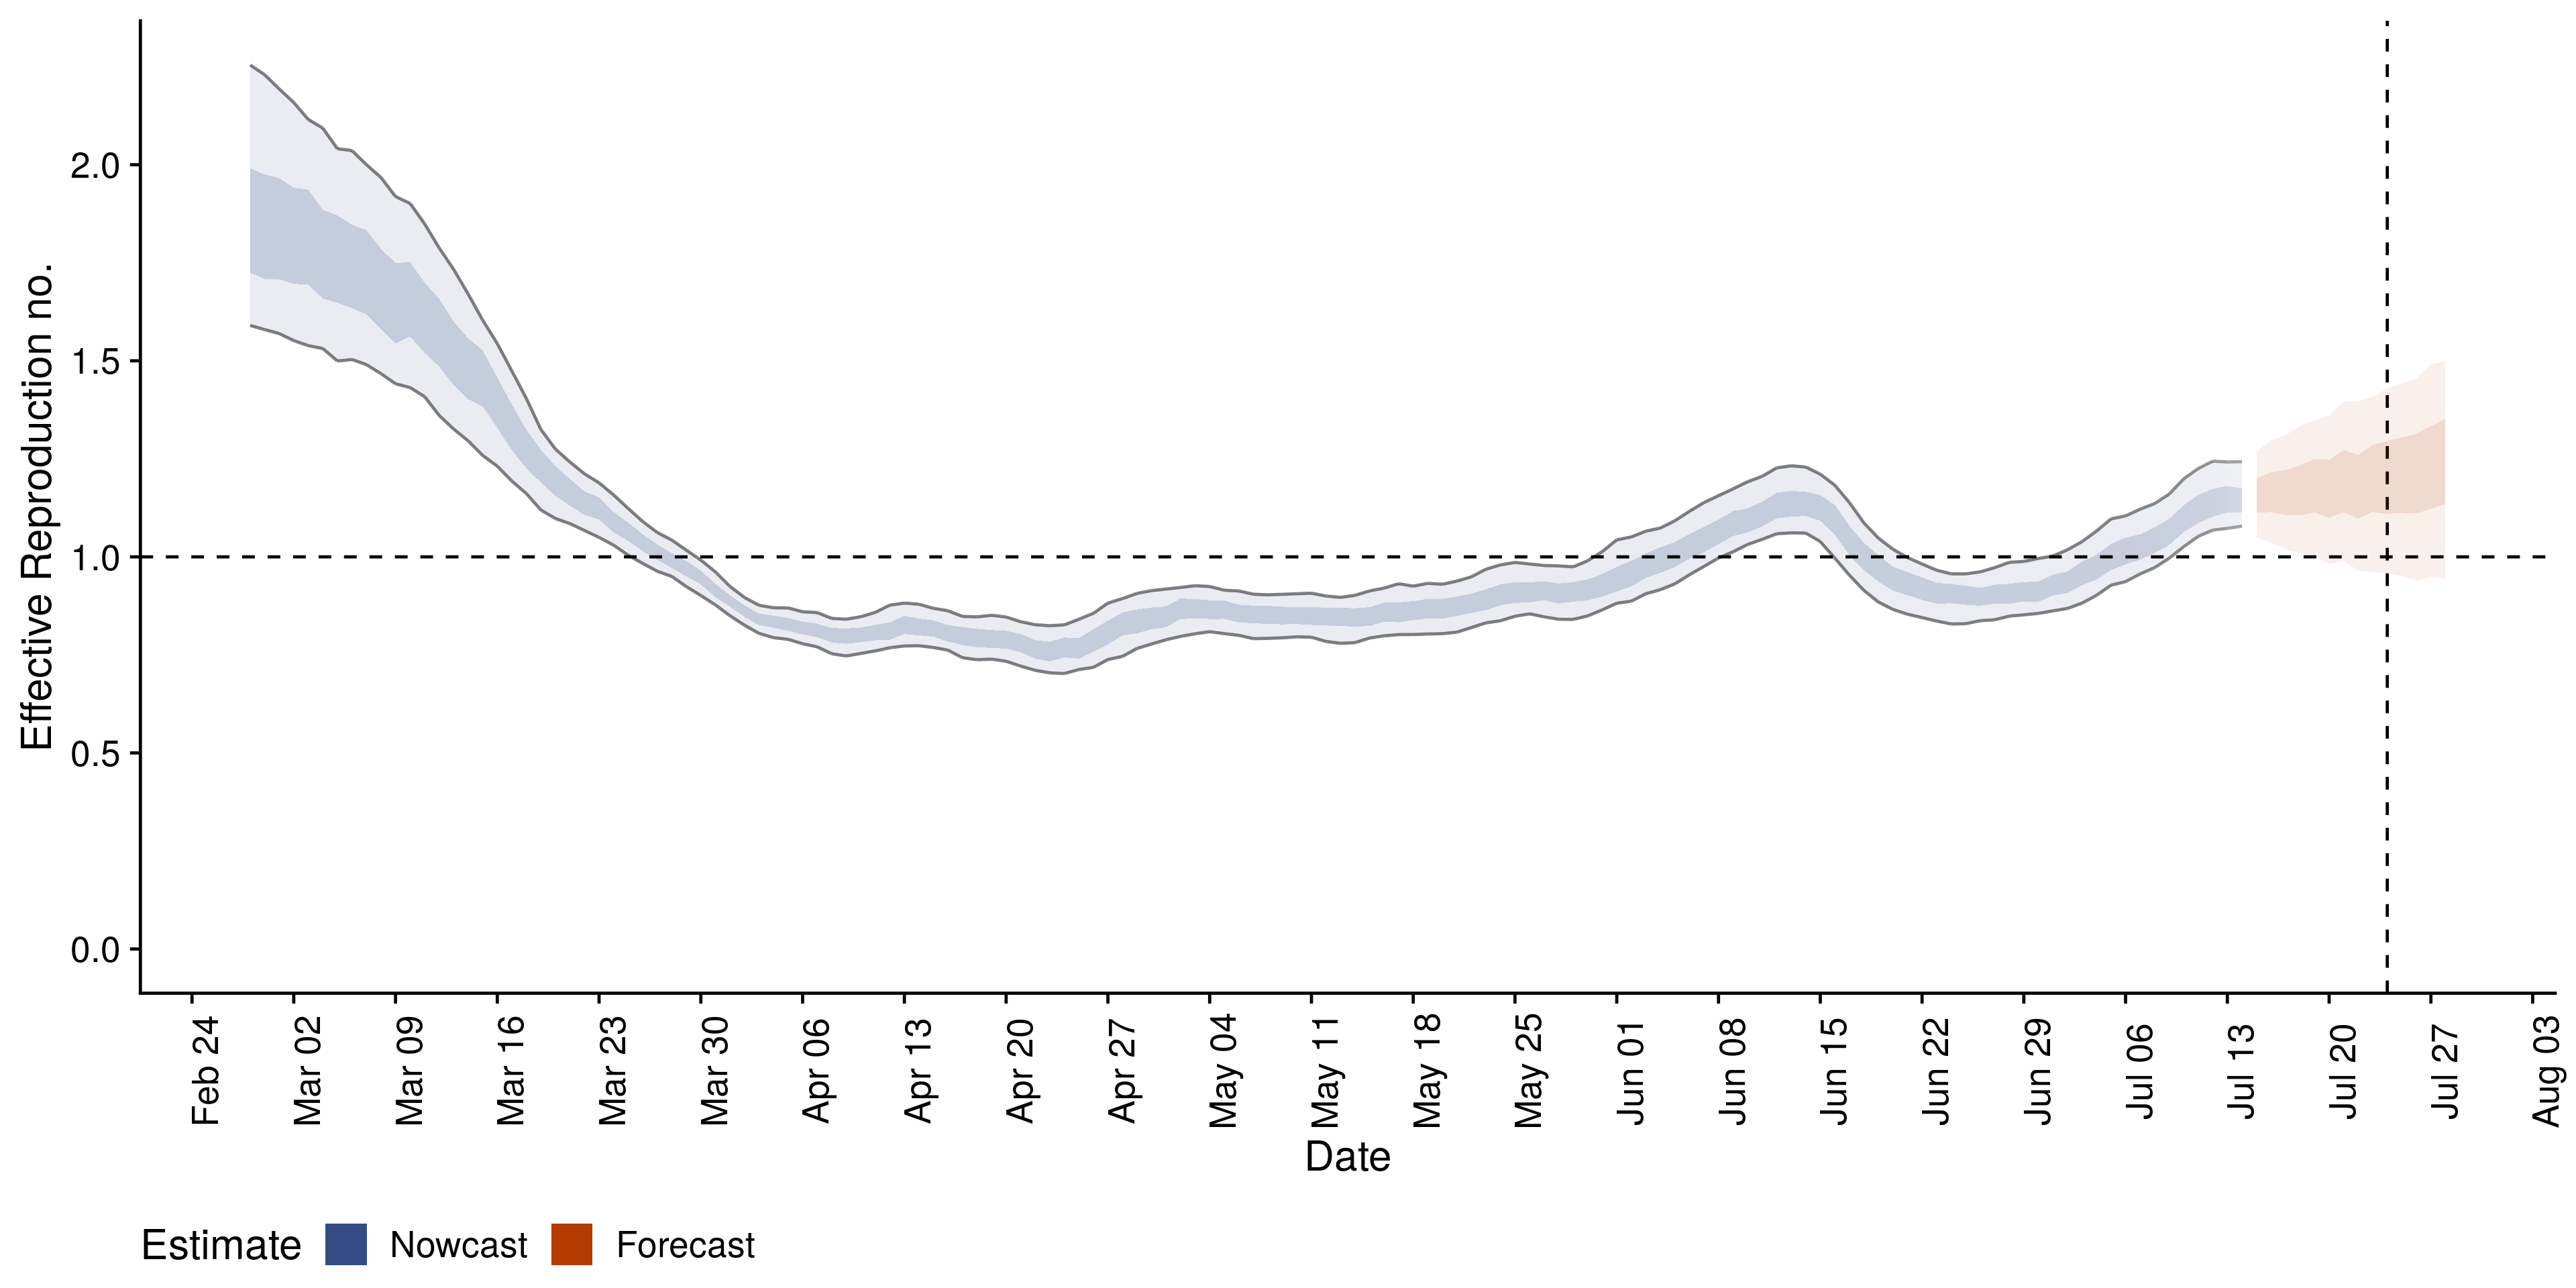 Effective Reproduction no.
2.0
1.5
1.0
0.5
0.0
Feb 24
Mar 02
Mar 09
Mar 16
Mar 23
Mar 30
Apr 06
Apr 13
Apr 20
Apr 27
May 04
May 11
May 18
May 25
Jun 01
Jun 08
Jun 15
Jun 22
Jun 29
Jul 06
Jul 13
Jul 20
Jul 27
Aug 03
Date
Estimate Nowcast Forecast